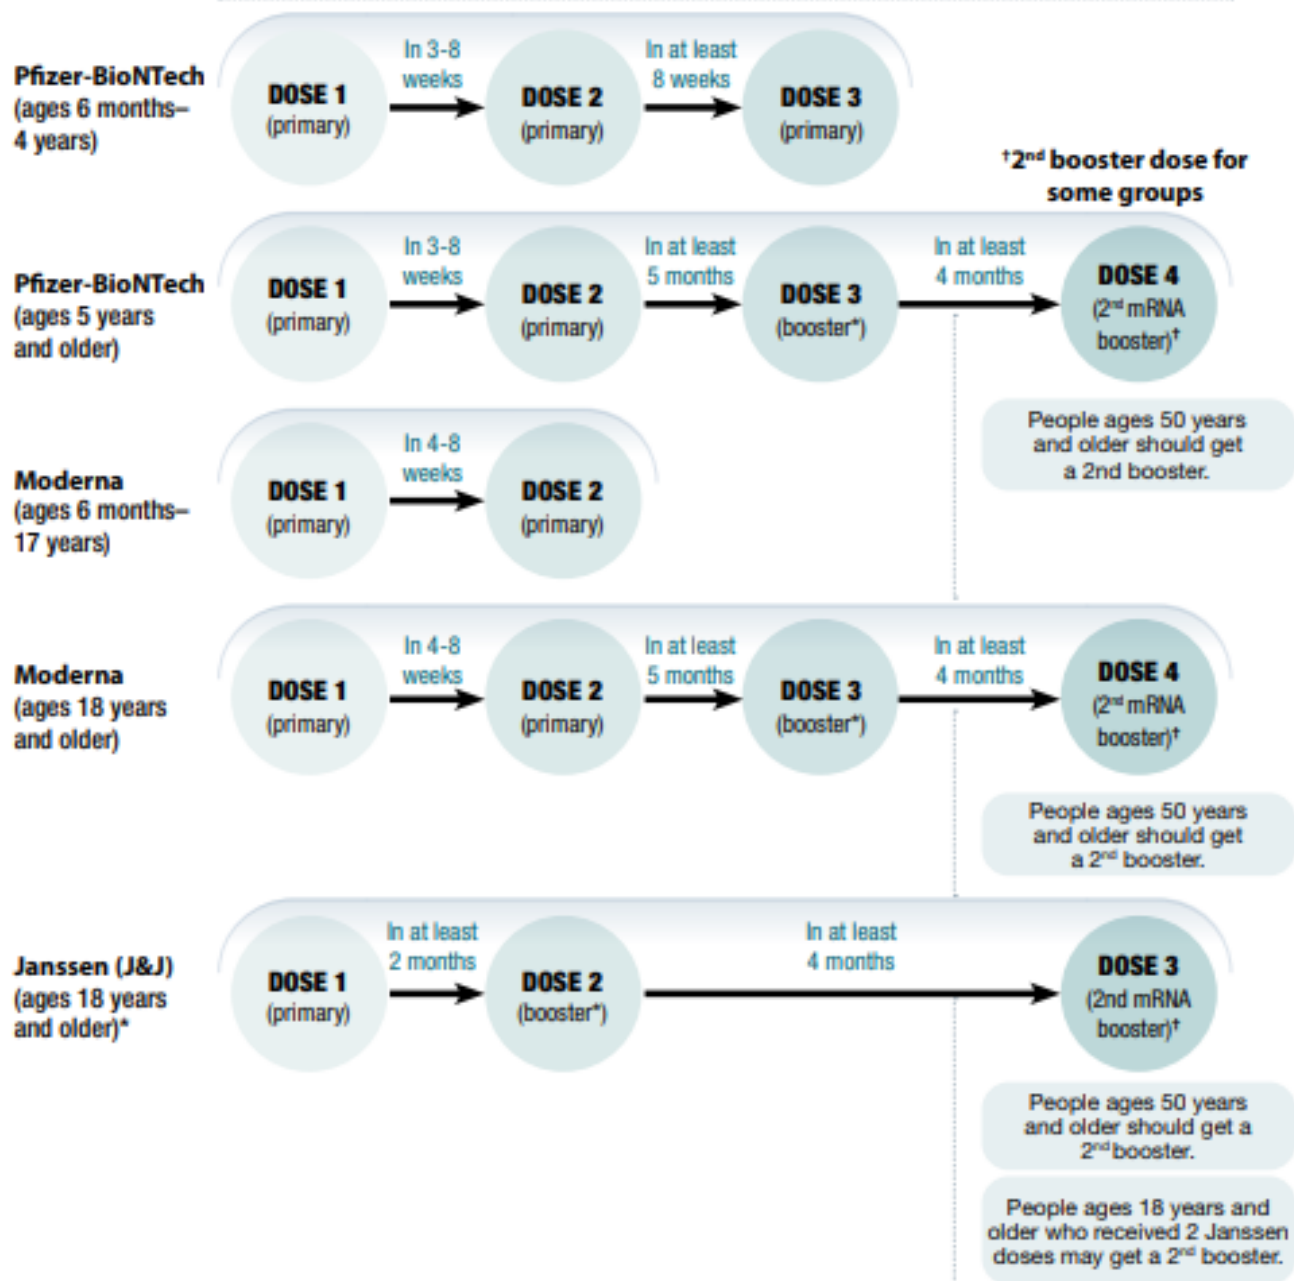 Pfizer-BioNTech
(ages 6 months–
4 years)
DOSE 1
(primary)
In 3-8
weeks
DOSE 2
(primary)
In at least
8 weeks
DOSE 3
(primary)
†2nd booster dose for
some groups
Pfizer-BioNTech
(ages 5 years
and older)
DOSE 1
(primary)
In 3-8
weeks
DOSE 2
(primary)
In at least
5 months
DOSE 3
(booster*)
In at least
4 months
DOSE 4
(2nd mRNA
booster)†
People ages 50 years
and older should get
a 2nd booster.
Moderna
(ages 6 months–
17 years)
DOSE 1
(primary)
In 4-8
weeks
DOSE 2
(primary)
Moderna
(ages 18 years
and older)
DOSE 1
(primary)
In 4-8
weeks
DOSE 2
(primary)
In at least
5 months
DOSE 3
(booster*)
In at least
4 months
DOSE 4
(2nd mRNA
booster)†
People ages 50 years
and older should get
a 2nd booster.
Janssen (J&J)
(ages 18 years
and older)*
DOSE 1
(primary)
In at least
2 months
DOSE 2
(booster*)
In at least
4 months
DOSE 3
(2nd mRNA
booster)†
People ages 50 years
and older should get a
2nd booster.
People ages 18 years and
older who received 2 Janssen
doses may get a 2nd booster.